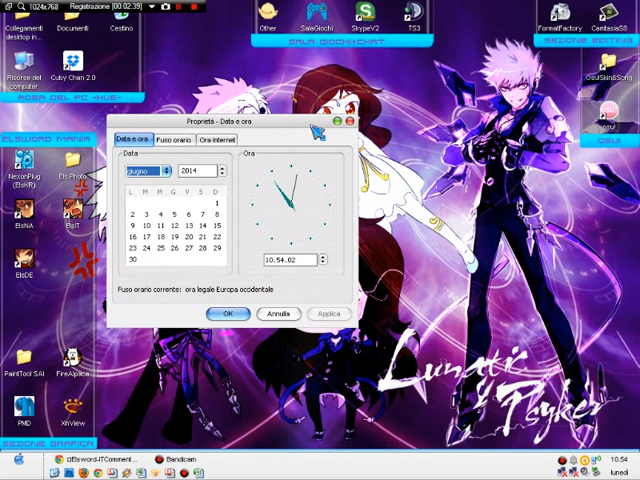 1024x768 Registrazione [00:02:39]
Collegamenti desktop in...
Documenti
Cestino
Other
SalaGiochi
SkypeV2
TS3
FormatFactory
CamtasiaS8
SALA GIOCHI+CHAT
SEZIONE EDITING
Risorse del computer
Cuby Chan 2.0
OsuISkin&Song
osu!
OSU!
Proprietà - Data e ora
Data e ora
Fuso orario
Ora Internet
Data
Ora
giugno
2014
L M M G V S D
1
2 3 4 5 6 7 8
9 10 11 12 13 14 15
16 17 18 19 20 21 22
23 24 25 26 27 28 29
30
10.54.02
Fuso orario corrente: ora legale Europa occidentale
OK
Annulla
Applica
ELSWORD MANIA
NexonPlug (ElsKR)
Els Photo
ElsNA
ElsIT
ElsDE
PaintTool SAI
FireAlpaca
PMD
XnView
SEZIONE GRAFICA
Lunatic Psyker
Elsword-ITComment...
Bandicam
10.54
lunedì